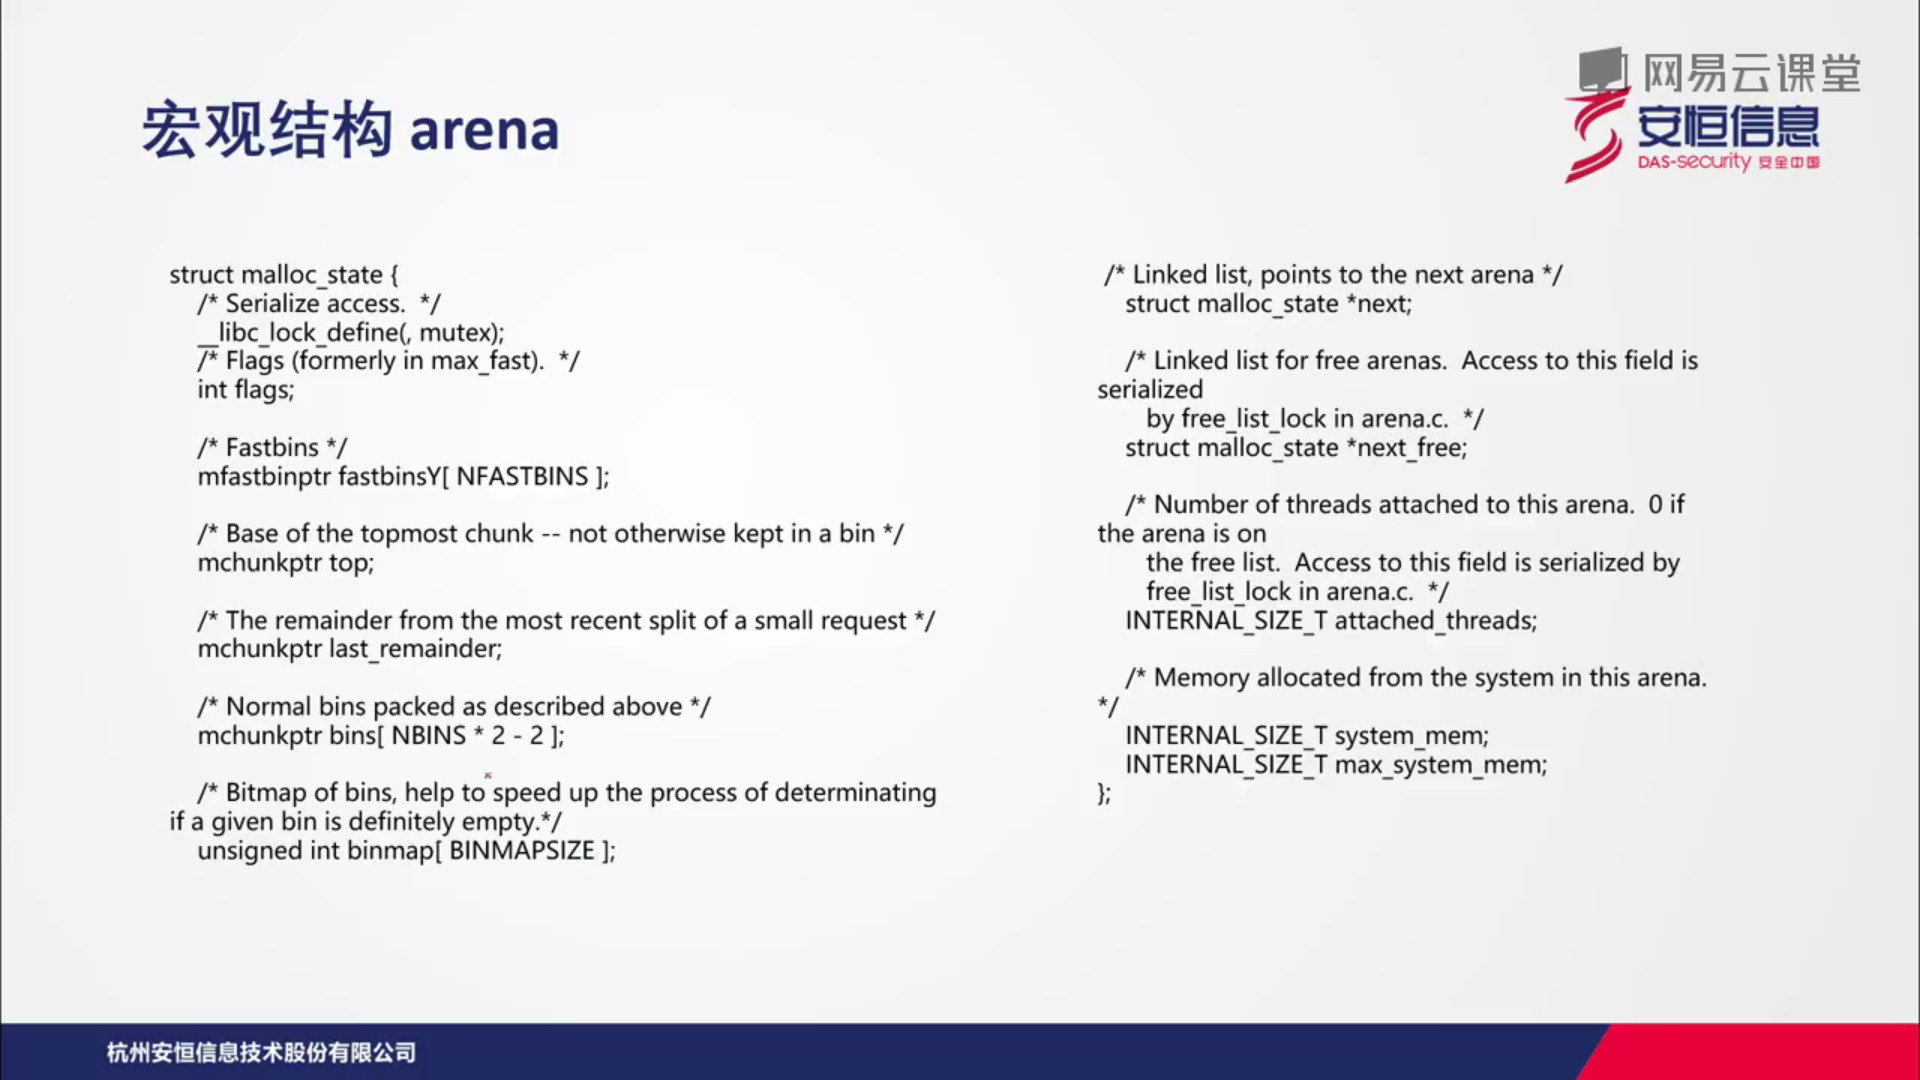 网易云课堂
安恒信息
DAS-security 安全中国
宏观结构 arena
struct malloc_state {
/* Serialize access.  */
__libc_lock_define(, mutex);
/* Flags (formerly in max_fast).  */
int flags;
/* Fastbins */
mfastbinptr fastbinsY[ NFASTBINS ];
/* Base of the topmost chunk -- not otherwise kept in a bin */
mchunkptr top;
/* The remainder from the most recent split of a small request */
mchunkptr last_remainder;
/* Normal bins packed as described above */
mchunkptr bins[ NBINS * 2 - 2 ];
/* Bitmap of bins, help to speed up the process of determinating
if a given bin is definitely empty.*/
unsigned int binmap[ BINMAPSIZE ];
/* Linked list, points to the next arena */
struct malloc_state *next;
/* Linked list for free arenas.  Access to this field is
serialized
by free_list_lock in arena.c.  */
struct malloc_state *next_free;
/* Number of threads attached to this arena.  0 if
the arena is on
the free list.  Access to this field is serialized by
free_list_lock in arena.c.  */
INTERNAL_SIZE_T attached_threads;
/* Memory allocated from the system in this arena.
*/
INTERNAL_SIZE_T system_mem;
INTERNAL_SIZE_T max_system_mem;
};
杭州安恒信息技术股份有限公司